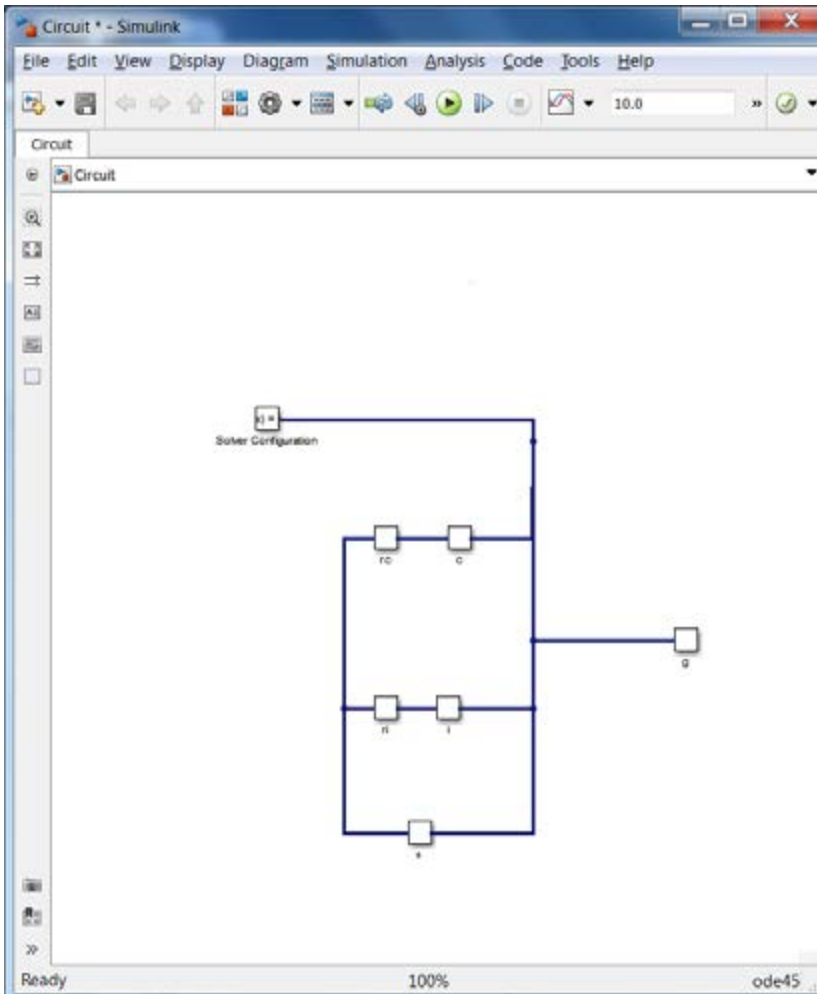 Circuit * - Simulink
File Edit View Display Diagram Simulation Analysis Code Tools Help
10.0 »
Circuit
Circuit
Solver Configuration
rc c
g
ri i
s
»
Ready 100% ode45